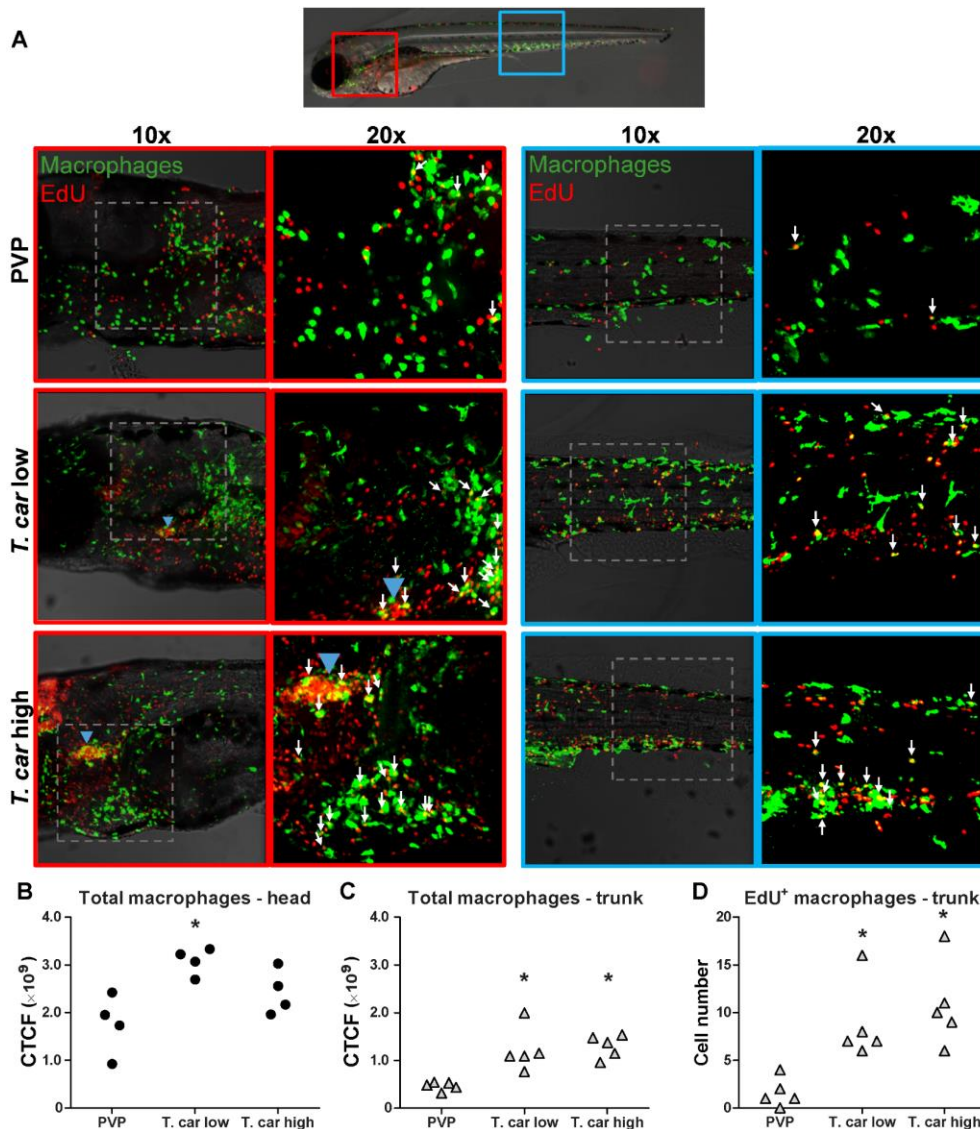 A
10x 20x 10x 20x
Macrophages
EdU
PVP
T. car low
T. car high
B Total macrophages - head
*
4.0
3.0
2.0
1.0
0
CTCF (×10⁹)
PVP T. car low T. car high
C Total macrophages - trunk
* *
4.0
3.0
2.0
1.0
0
CTCF (×10⁹)
PVP T. car low T. car high
D EdU⁺ macrophages - trunk
* *
20
15
10
5
0
Cell number
PVP T. car low T. car high